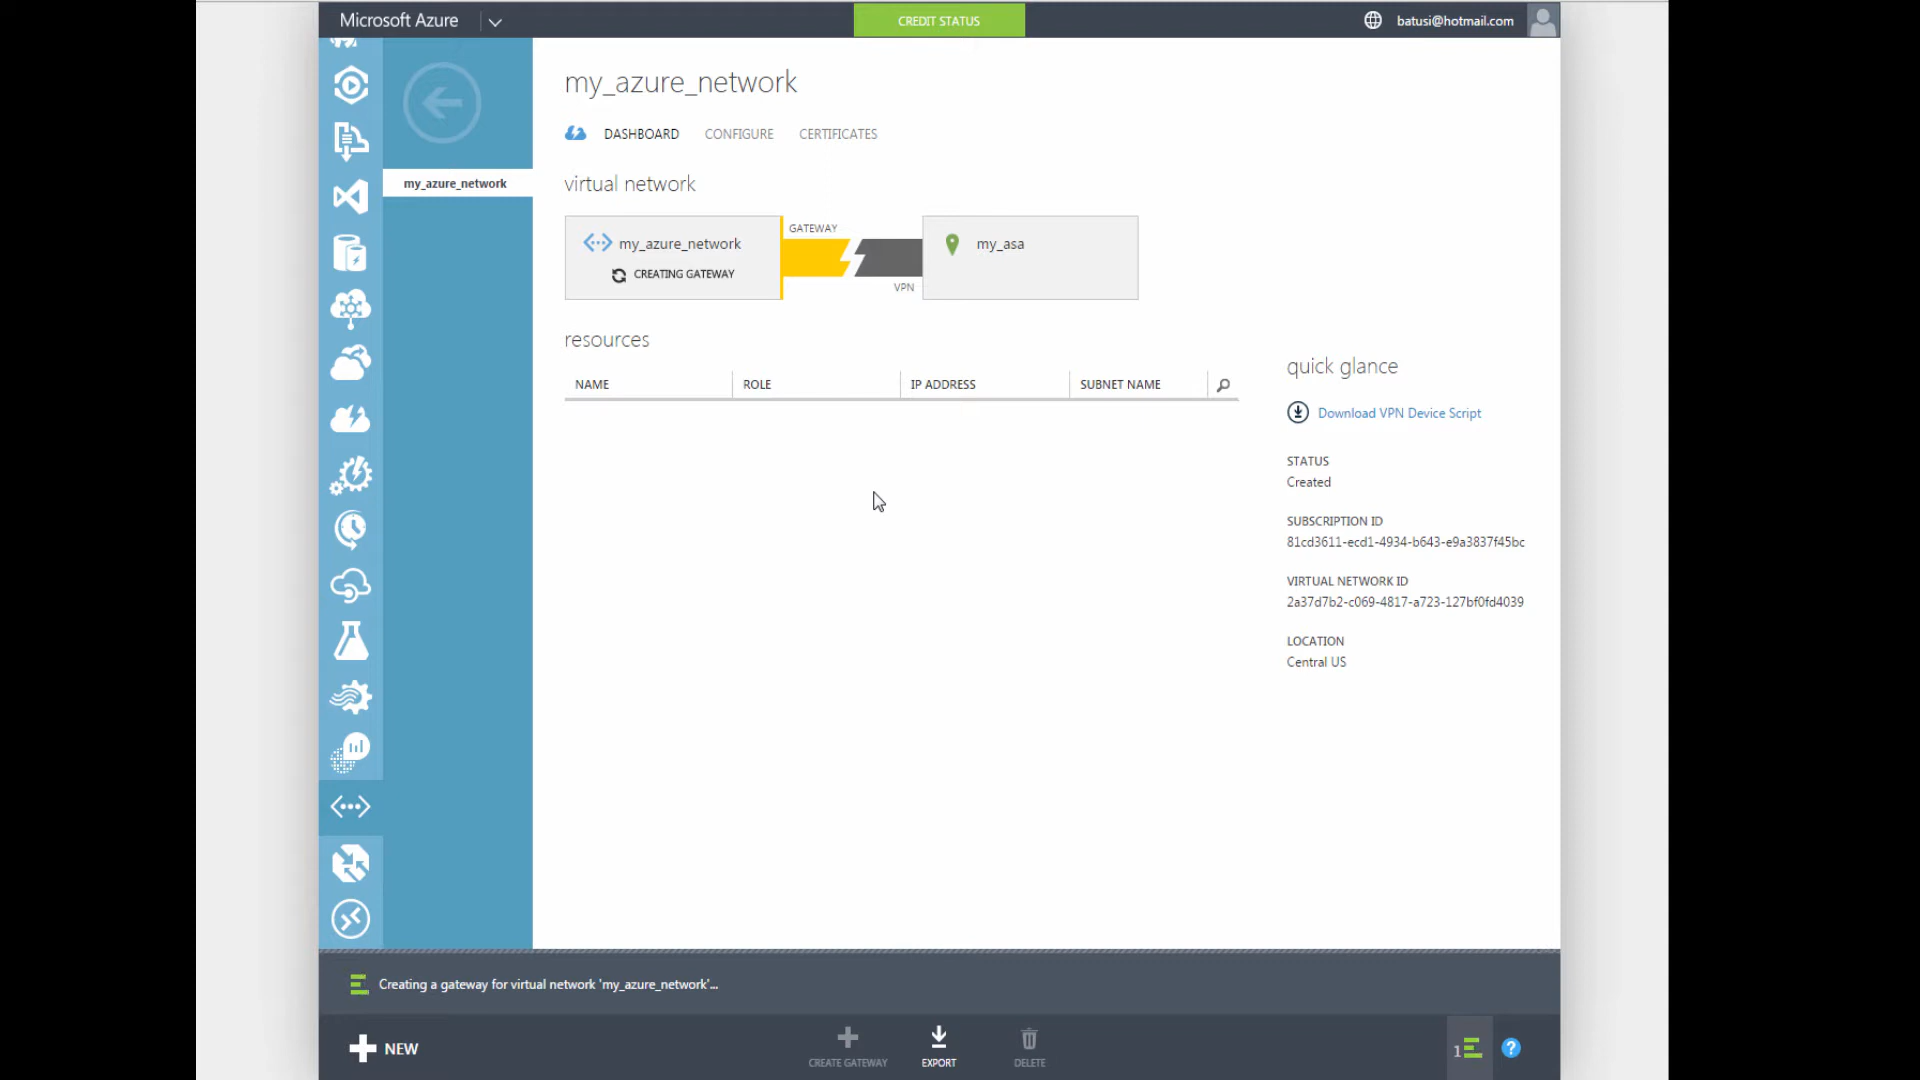 Microsoft Azure
CREDIT STATUS
batusi@hotmail.com
my_azure_network
my_azure_network
DASHBOARD
CONFIGURE
CERTIFICATES
virtual network
my_azure_network
CREATING GATEWAY
GATEWAY
VPN
my_asa
resources
NAME
ROLE
IP ADDRESS
SUBNET NAME
quick glance
Download VPN Device Script
STATUS
Created
SUBSCRIPTION ID
81cd3611-ecd1-4934-b643-e9a3837f45bc
VIRTUAL NETWORK ID
2a37d7b2-c069-4817-a723-127bf0fd4039
LOCATION
Central US
Creating a gateway for virtual network 'my_azure_network'...
NEW
CREATE GATEWAY
EXPORT
DELETE
1
?